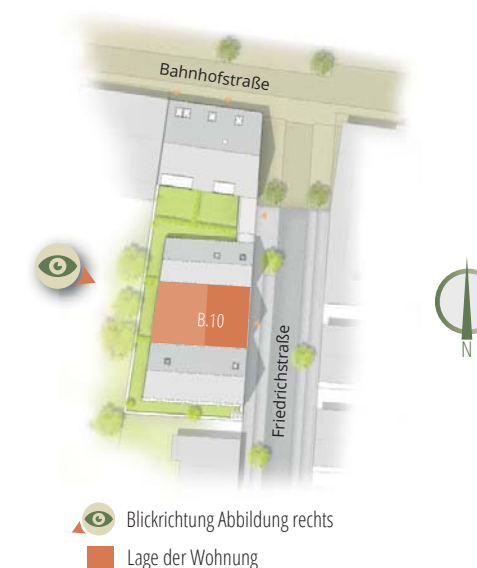 Bahnhofstraße
B.10
Friedrichstraße
N
Blickrichtung Abbildung rechts
Lage der Wohnung